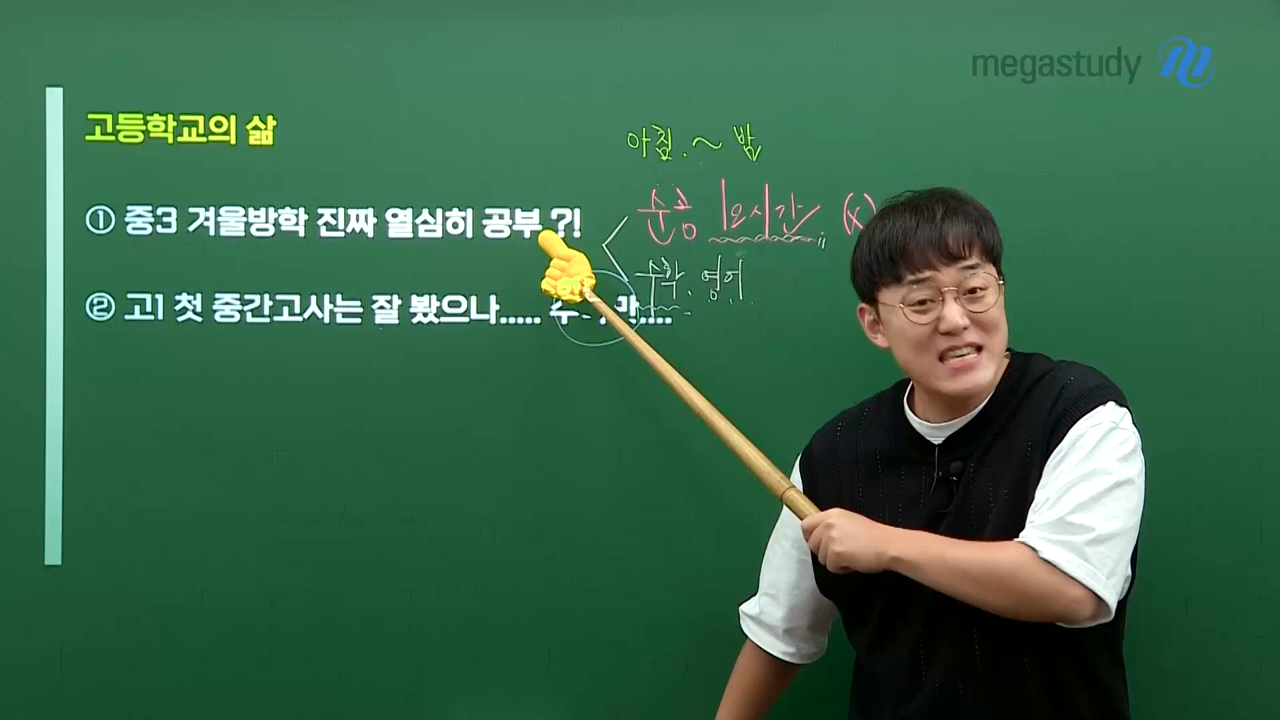 megastudy
고등학교의 삶
아침. ~ 밤
① 중3 겨울방학 진짜 열심히 공부 ?!
순공 10시간 (x)
수학. 영어
② 고1 첫 중간고사는 잘 봤으나.....